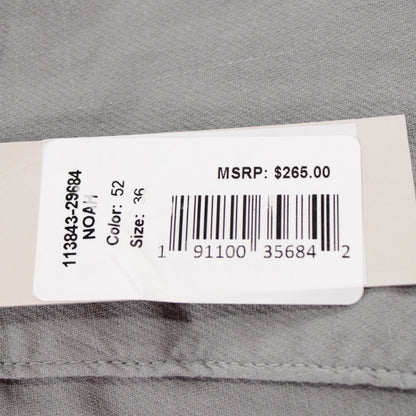 113843-29684
NOAH
Color: 52
Size: 36
MSRP: $265.00
1 91100 35684 2